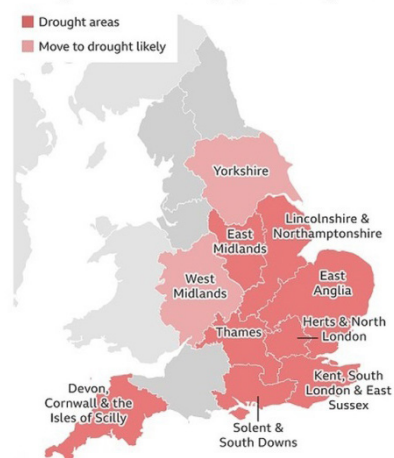 Drought areas
Move to drought likely
Yorkshire
Lincolnshire &
Northamptonshire
East
Midlands
East
Anglia
West
Midlands
Herts & North
London
Thames
Kent, South
London & East
Sussex
Devon,
Cornwall & the
Isles of Scilly
Solent &
South Downs